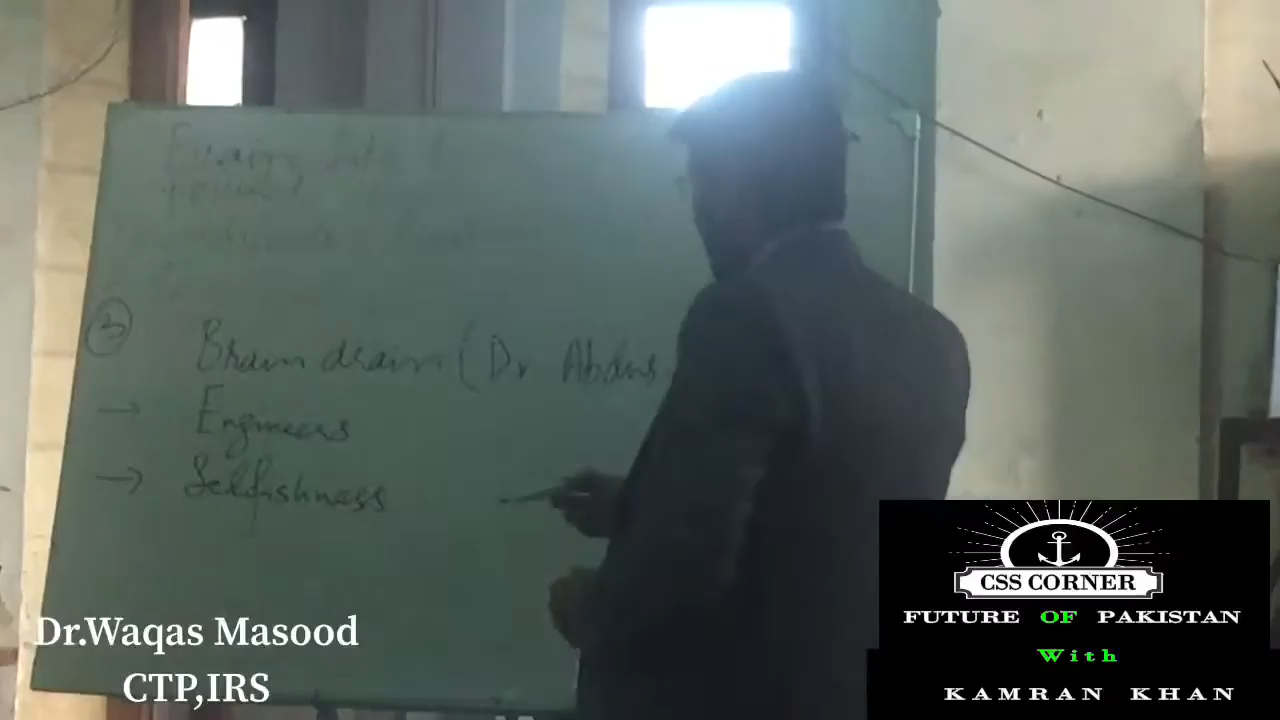 3
Brain drain (Dr Abdus
→ Engineers
→ Selfishness
Dr.Waqas Masood
CTP,IRS
CSS CORNER
FUTURE OF PAKISTAN
With
KAMRAN KHAN